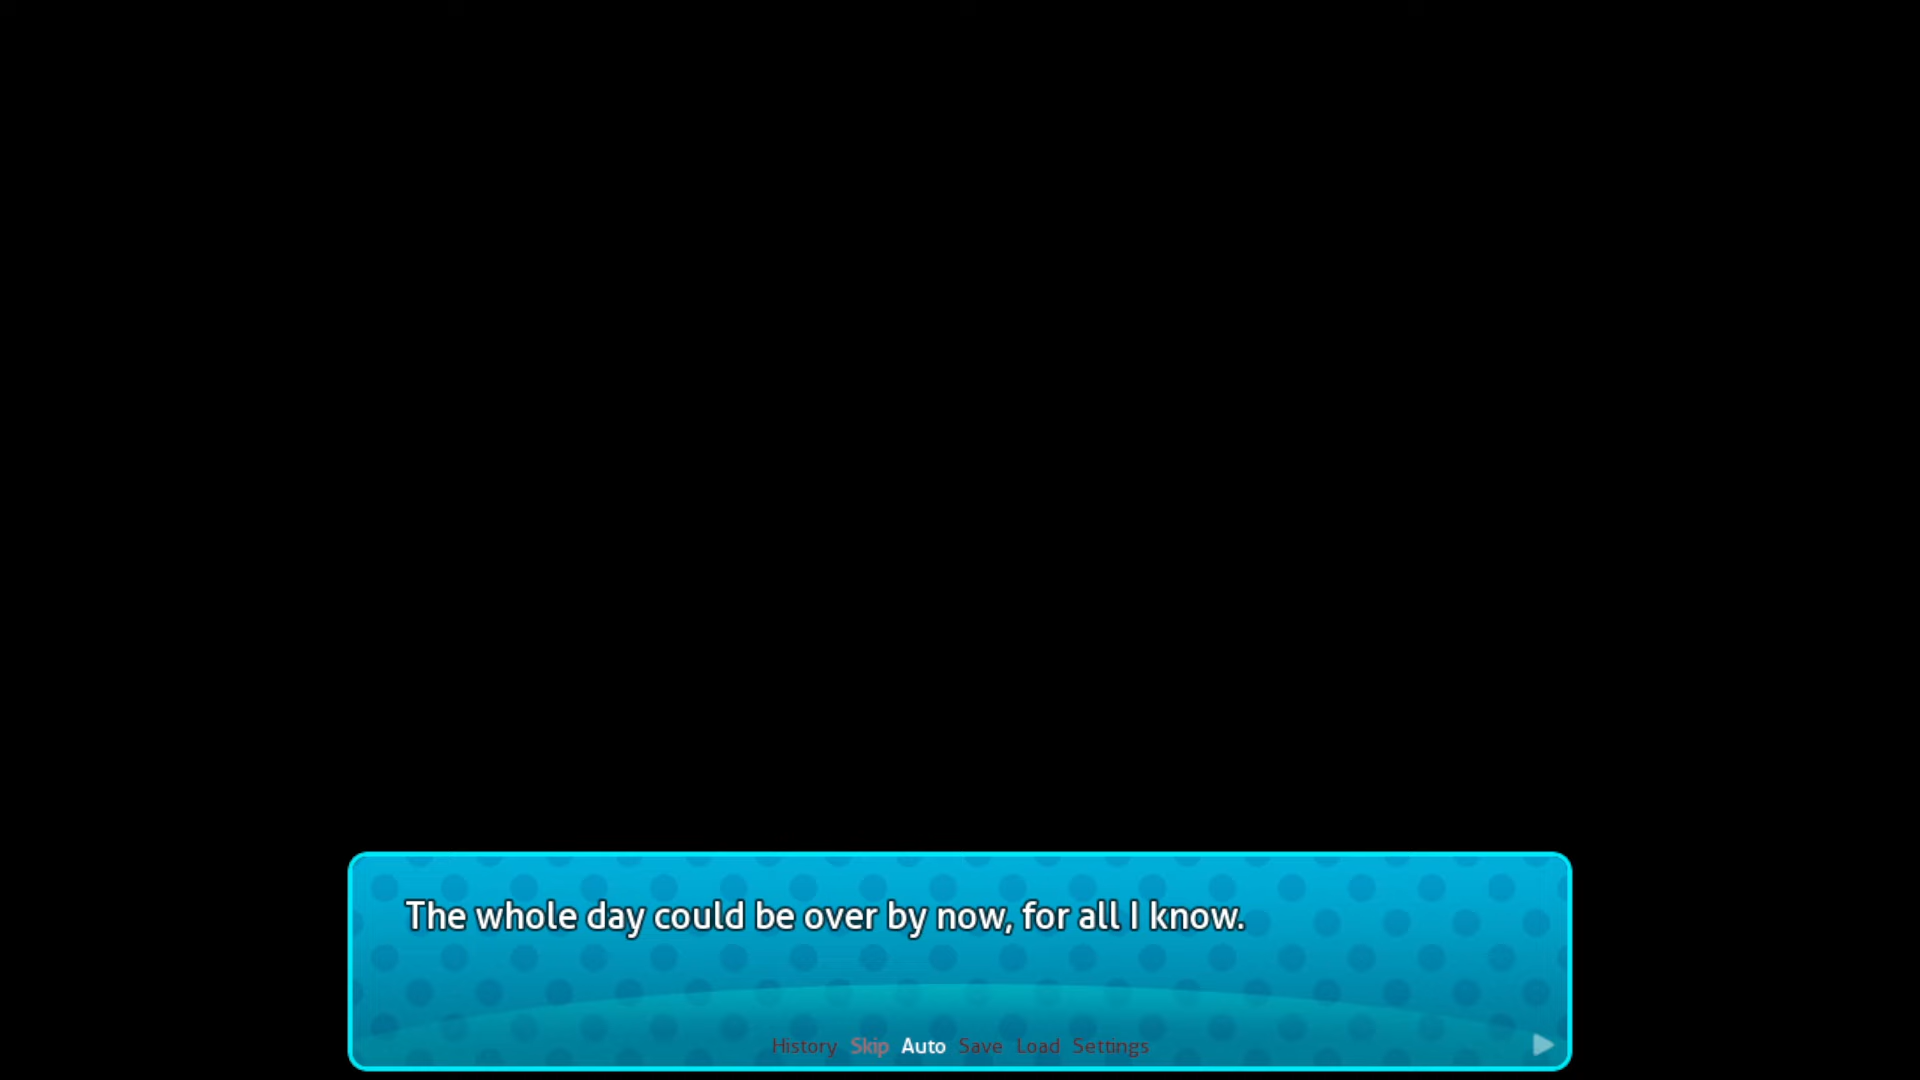 The whole day could be over by now, for all I know.
History Skip Auto Save Load Settings